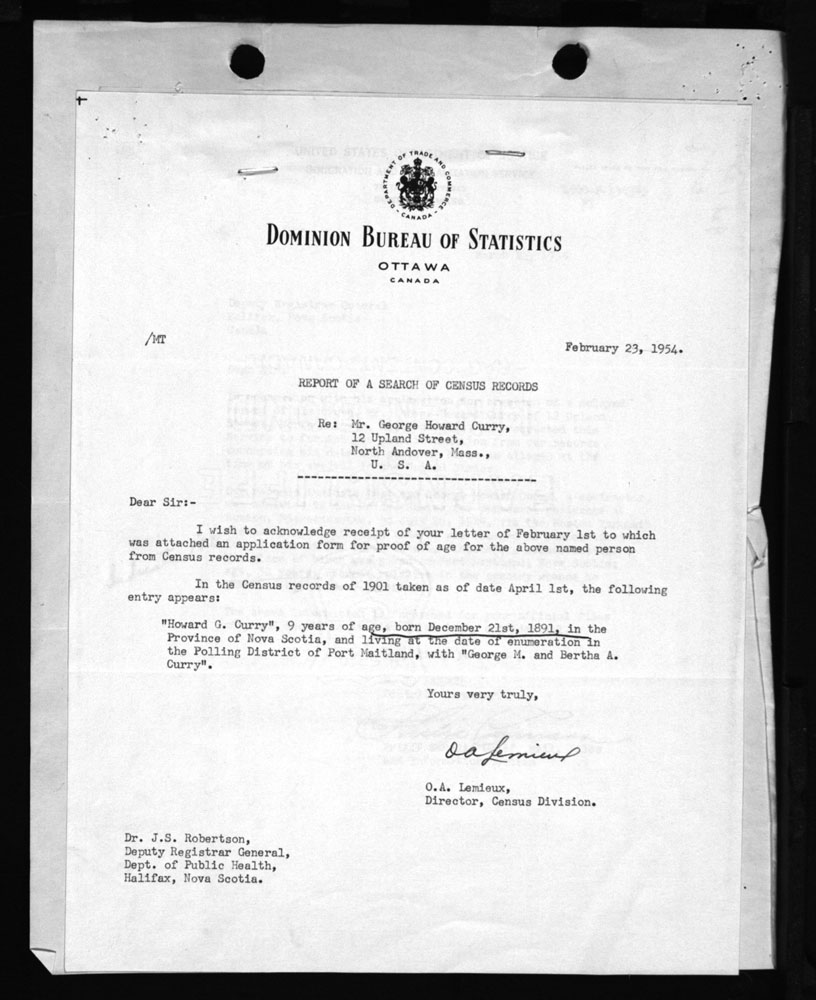 DEPARTMENT OF TRADE AND COMMERCE
CANADA
DOMINION BUREAU OF STATISTICS
OTTAWA
CANADA
/MT
February 23, 1954.
REPORT OF A SEARCH OF CENSUS RECORDS
Re: Mr. George Howard Curry,
12 Upland Street,
North Andover, Mass.,
U. S. A.
Dear Sir:-
I wish to acknowledge receipt of your letter of February 1st to which
was attached an application form for proof of age for the above named person
from Census records.
In the Census records of 1901 taken as of date April 1st, the following
entry appears:
"Howard G. Curry", 9 years of age, born December 21st, 1891, in the
Province of Nova Scotia, and living at the date of enumeration in
the Polling District of Port Maitland, with "George M. and Bertha A.
Curry".
Yours very truly,
O A Lemieux
O.A. Lemieux,
Director, Census Division.
Dr. J.S. Robertson,
Deputy Registrar General,
Dept. of Public Health,
Halifax, Nova Scotia.